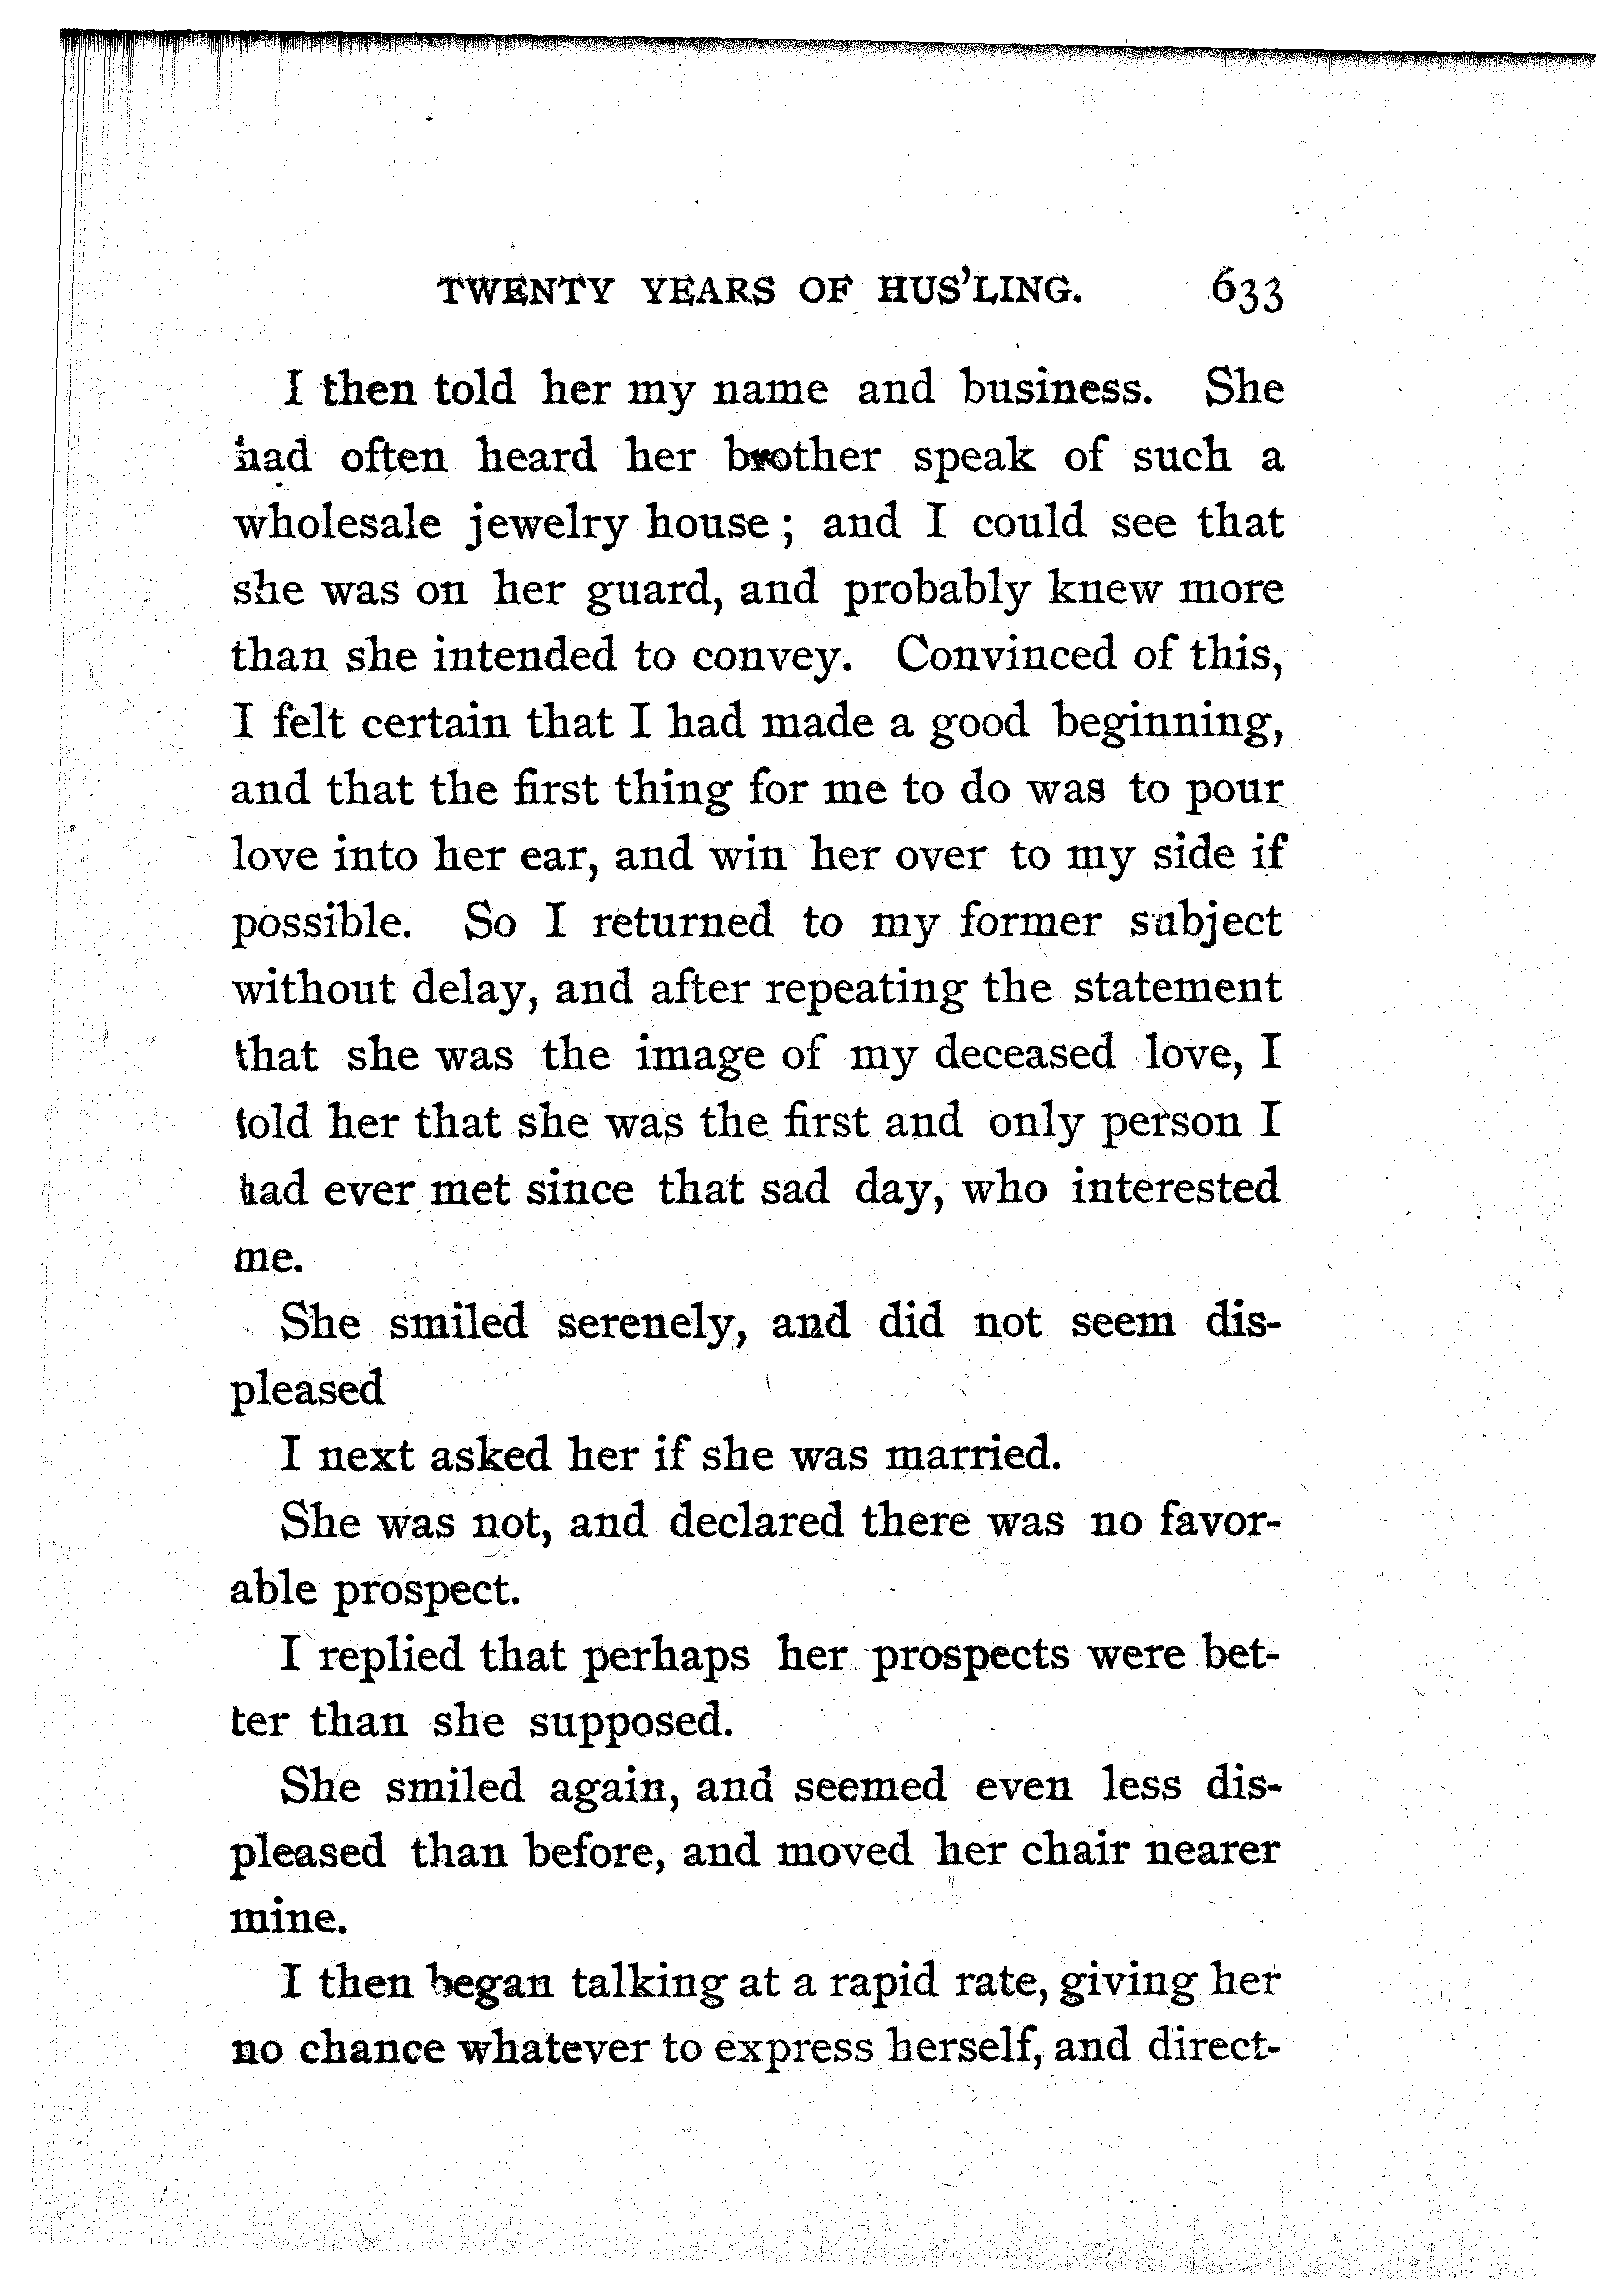 TWENTY YEARS OF HUS'LING. 633
I then told her my name and business. She
had often heard her brother speak of such a
wholesale jewelry house; and I could see that
she was on her guard, and probably knew more
than she intended to convey. Convinced of this,
I felt certain that I had made a good beginning,
and that the first thing for me to do was to pour
love into her ear, and win her over to my side if
possible. So I returned to my former subject
without delay, and after repeating the statement
that she was the image of my deceased love, I
told her that she was the first and only person I
had ever met since that sad day, who interested
me.
She smiled serenely, and did not seem dis-
pleased
I next asked her if she was married.
She was not, and declared there was no favor-
able prospect.
I replied that perhaps her prospects were bet-
ter than she supposed.
She smiled again, and seemed even less dis-
pleased than before, and moved her chair nearer
mine.
I then began talking at a rapid rate, giving her
no chance whatever to express herself, and direct-